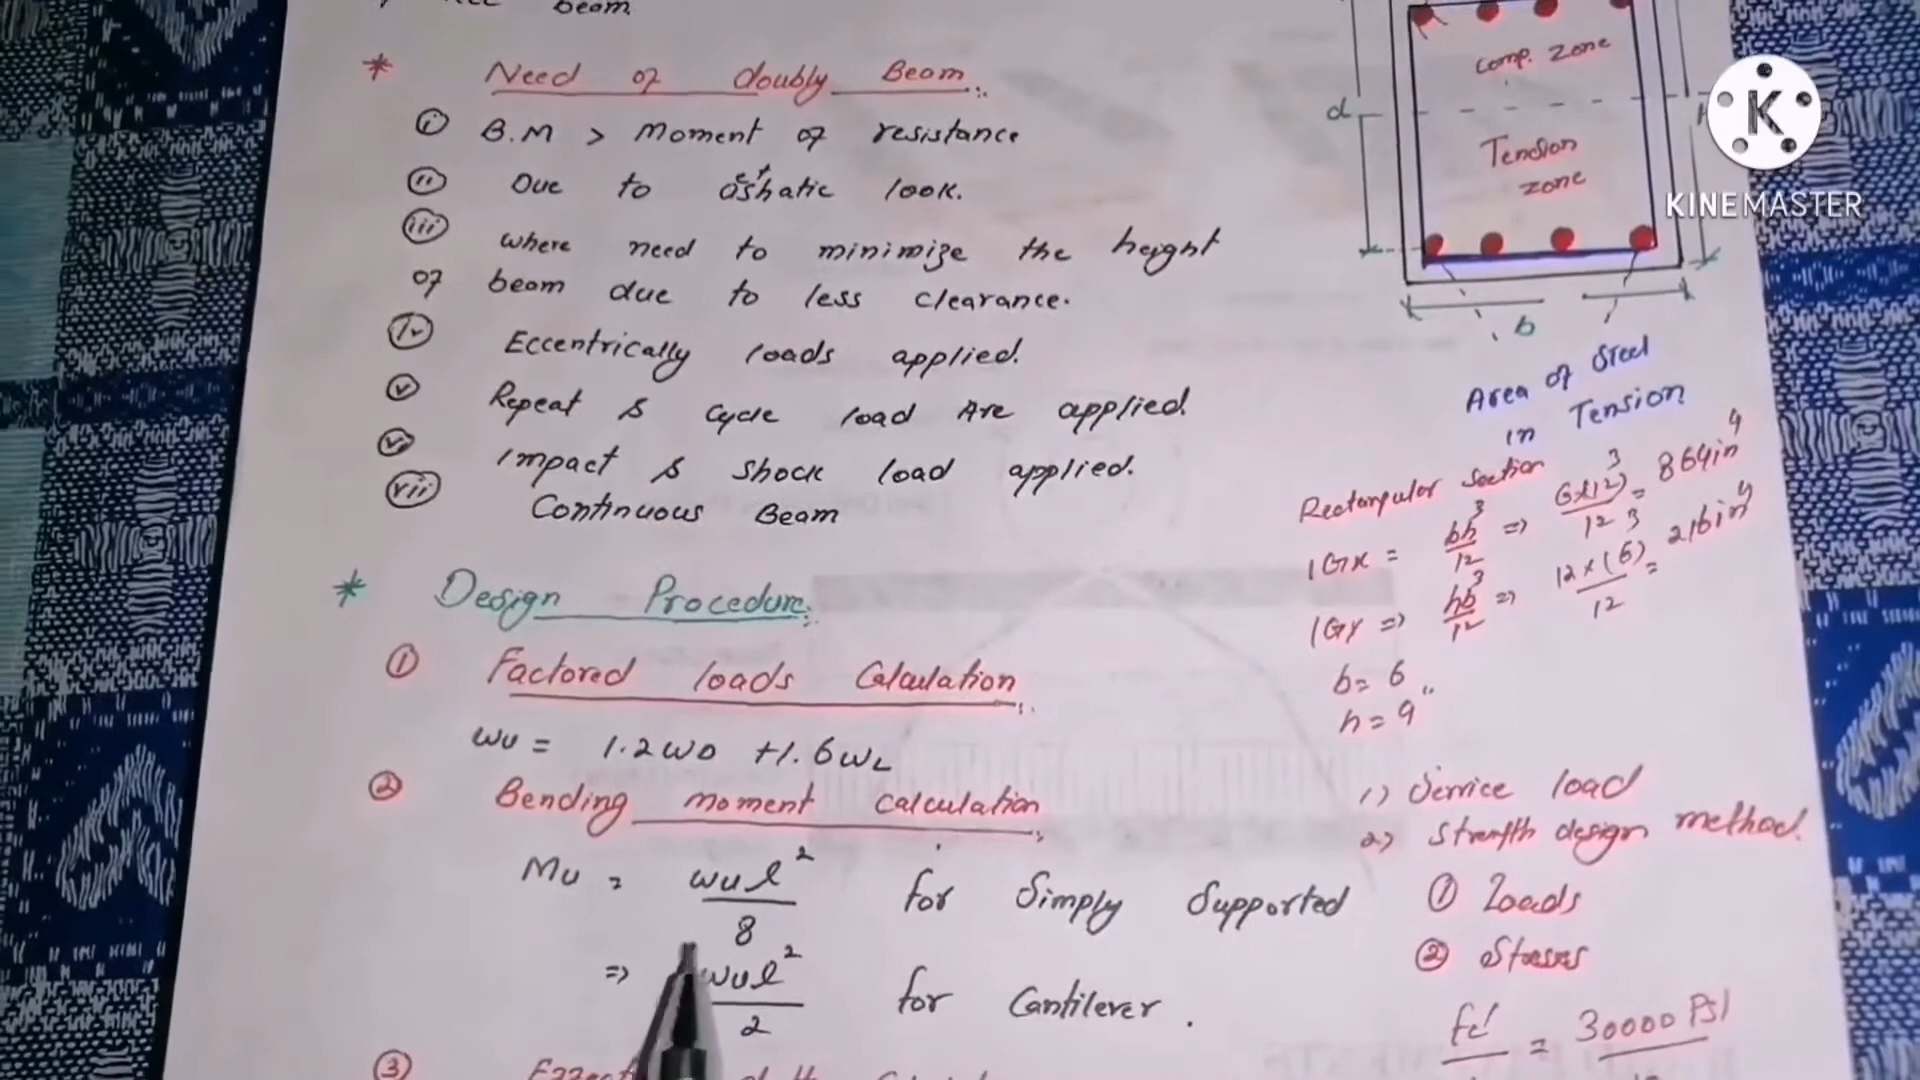 beam
* Need of doubly Beam
i B.M > Moment of resistance
ii Due to asthatic look.
iii where need to minimize the height
of beam due to less clearance.
iv Eccentrically loads applied.
v Repeat & Cycle load Are applied.
vi Impact & shock load applied.
vii Continuous Beam
* Design Procedure
1 Factored loads Calculation
wu = 1.2wD + 1.6wL
2 Bending moment calculation
Mu = wul²/8 for Simply Supported
=> wul²/2 for Cantilever.
3
comp. zone
Tension
zone
d
b
K
KINEMASTER
Area of Steel
in Tension
Rectangular Section
IGx = bh³/12 => 6x(12)³/12 = 864in⁴
IGY => hb³/12 => 12x(6)³/12 = 216in⁴
b= 6
h= 9"
1) Service load
2) Strength design method.
1 Loads
2 Stresses
fc' = 30000 PSI